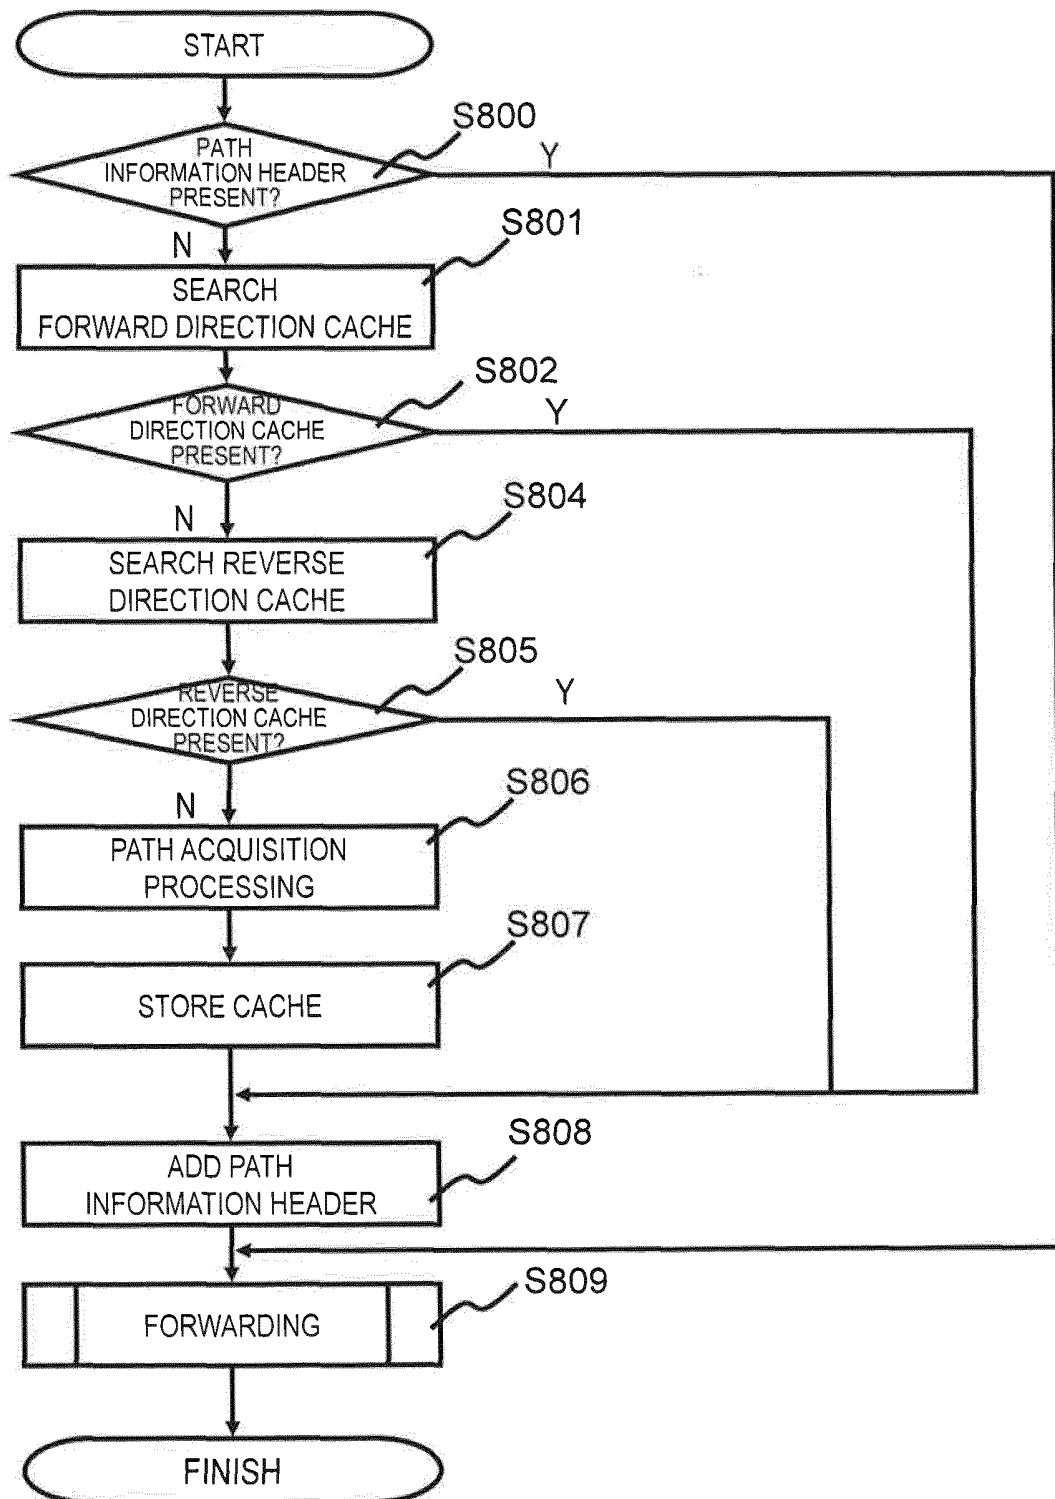 START
S800
PATH
INFORMATION HEADER
PRESENT?
Y
N
S801
SEARCH
FORWARD DIRECTION CACHE
S802
FORWARD
DIRECTION CACHE
PRESENT?
Y
N
S804
SEARCH REVERSE
DIRECTION CACHE
S805
REVERSE
DIRECTION CACHE
PRESENT?
Y
N
S806
PATH ACQUISITION
PROCESSING
S807
STORE CACHE
S808
ADD PATH
INFORMATION HEADER
S809
FORWARDING
FINISH